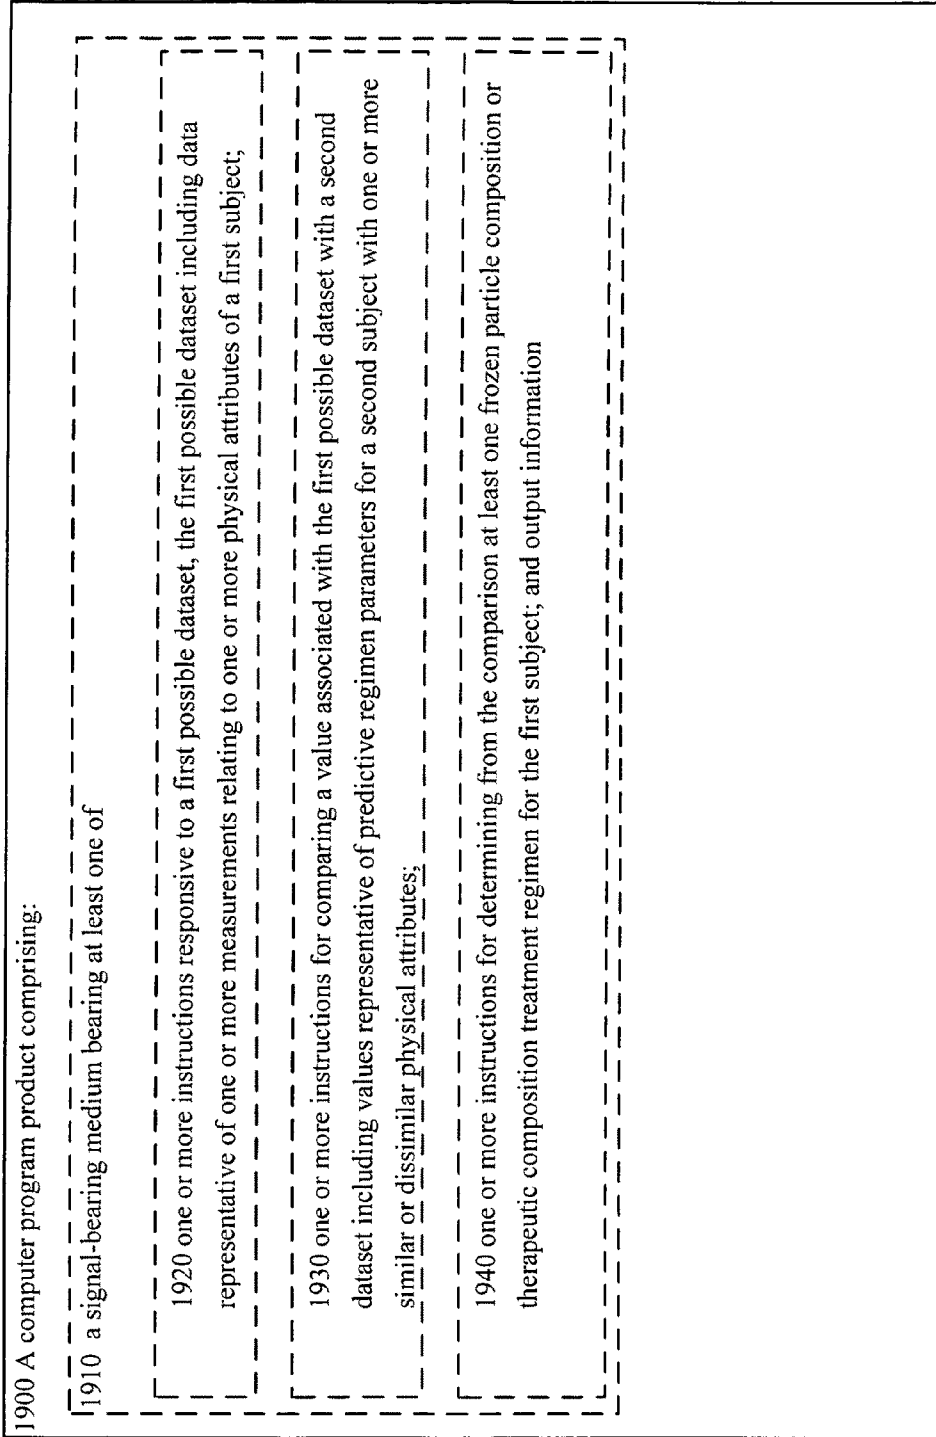 1900 A computer program product comprising:
1910 a signal-bearing medium bearing at least one of
1920 one or more instructions responsive to a first possible dataset, the first possible dataset including data
representative of one or more measurements relating to one or more physical attributes of a first subject;
1930 one or more instructions for comparing a value associated with the first possible dataset with a second
dataset including values representative of predictive regimen parameters for a second subject with one or more
similar or dissimilar physical attributes;
1940 one or more instructions for determining from the comparison at least one frozen particle composition or
therapeutic composition treatment regimen for the first subject; and output information